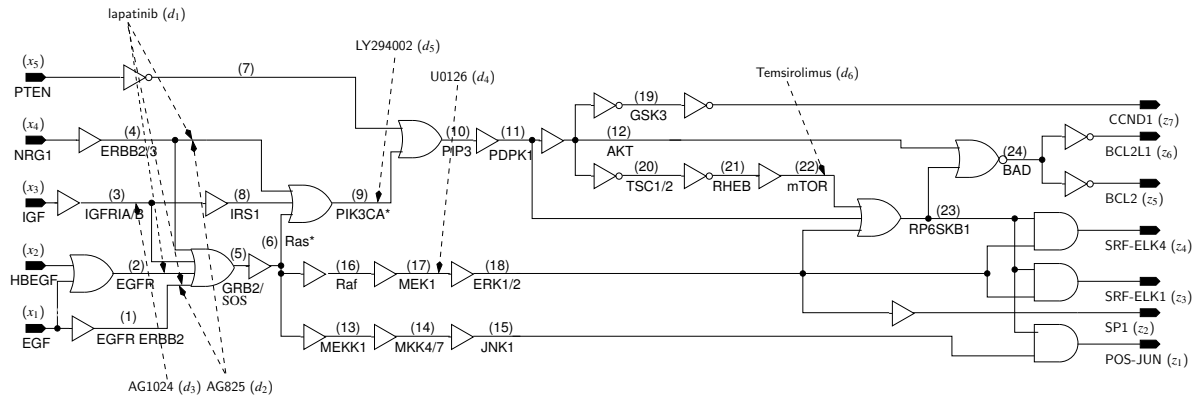 lapatinib (d₁)
LY294002 (d₅)
U0126 (d₄)
Temsirolimus (d₆)
(x₅)
PTEN
(7)
(x₄)
NRG1
(4)
ERBB2/3
(x₃)
IGF
(3)
IGFRIA/B
(8)
IRS1
(9)
PIK3CA*
(10)
PIP3
(11)
PDPK1
(19)
GSK3
(12)
AKT
(20)
TSC1/2
(21)
RHEB
(22)
mTOR
CCND1 (z₇)
(24)
BAD
BCL2L1 (z₆)
BCL2 (z₅)
(23)
RP6SKB1
SRF-ELK4 (z₄)
(x₂)
HBEGF
(2)
EGFR
(5)
GRB2/
SOS
(6)
Ras*
(16)
Raf
(17)
MEK1
(18)
ERK1/2
SRF-ELK1 (z₃)
SP1 (z₂)
(x₁)
EGF
(1)
EGFR ERBB2
(13)
MEKK1
(14)
MKK4/7
(15)
JNK1
POS-JUN (z₁)
AG1024 (d₃)
AG825 (d₂)